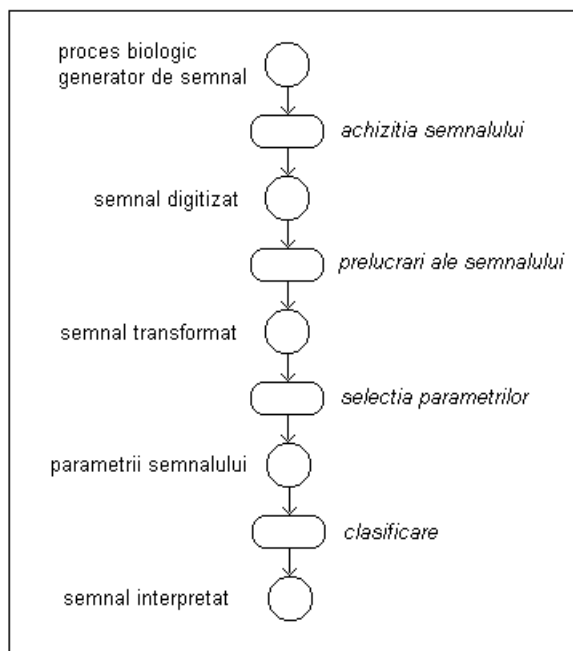 proces biologic
generator de semnal
achizitia semnalului
semnal digitizat
prelucrari ale semnalului
semnal transformat
selectia parametrilor
parametrii semnalului
clasificare
semnal interpretat